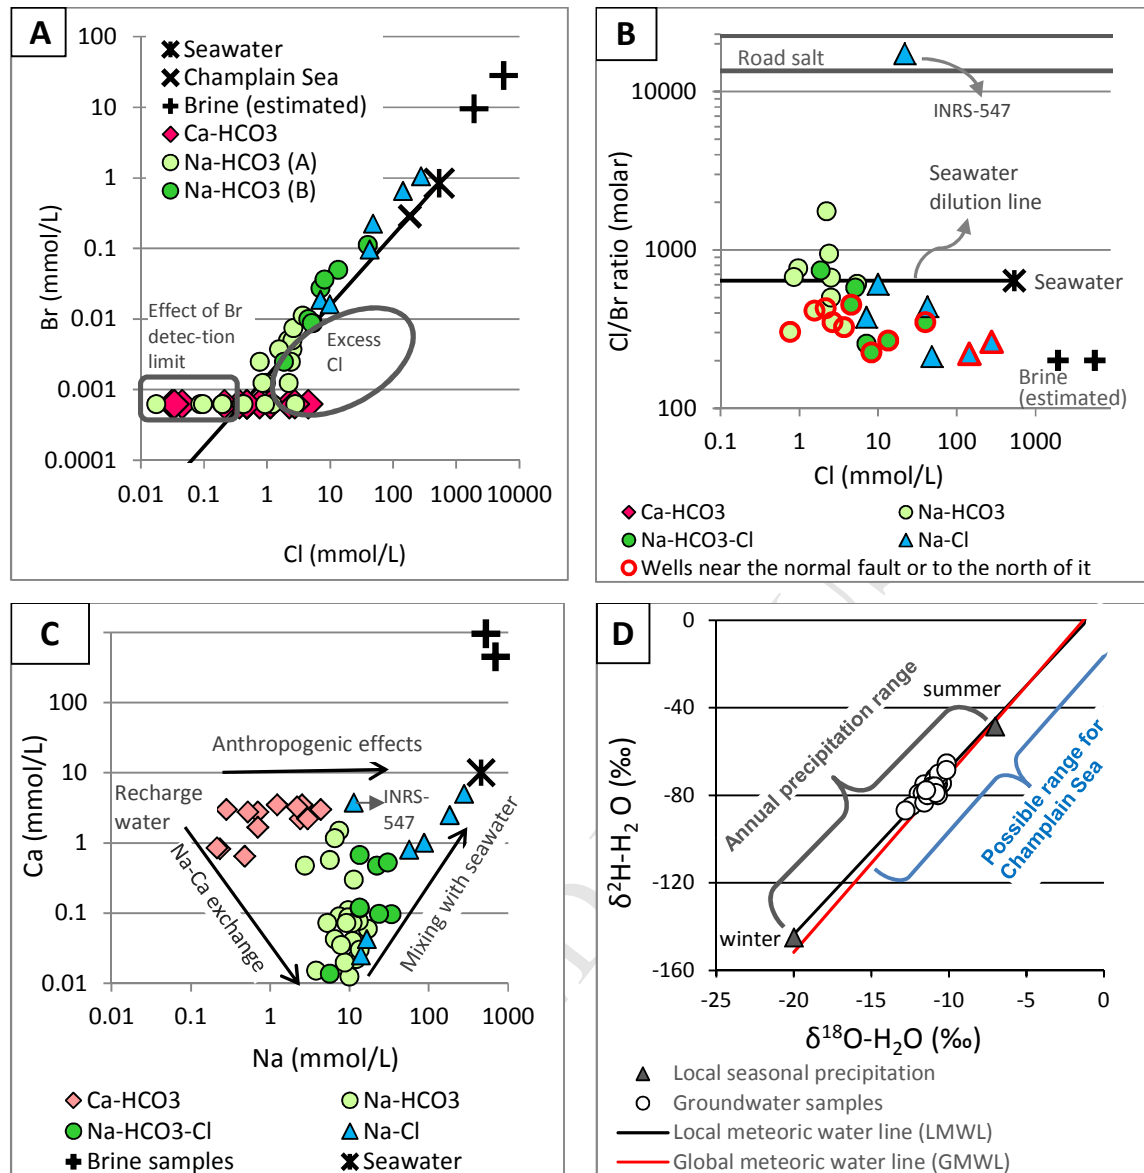 A
100
10
1
0.1
0.01
0.001
0.0001
Br (mmol/L)
Seawater
Champlain Sea
Brine (estimated)
Ca-HCO3
Na-HCO3 (A)
Na-HCO3 (B)
Effect of Br
detec-tion
limit
Excess
Cl
0.01 0.1 1 10 100 1000 10000
Cl (mmol/L)
B
10000
1000
100
Cl/Br ratio (molar)
Road salt
INRS-547
Seawater
dilution line
Seawater
Brine
(estimated)
0.1 1 10 100 1000 10000
Cl (mmol/L)
Ca-HCO3
Na-HCO3
Na-HCO3-Cl
Na-Cl
Wells near the normal fault or to the north of it
C
100
10
1
0.1
0.01
Ca (mmol/L)
Anthropogenic effects
Recharge
water
INRS-
547
Na-Ca exchange
Mixing with seawater
0.01 0.1 1 10 100 1000
Na (mmol/L)
Ca-HCO3
Na-HCO3
Na-HCO3-Cl
Na-Cl
Brine samples
Seawater
D
0
-40
-80
-120
-160
δ²H-H₂O (‰)
Annual precipitation range
summer
winter
Possible range for
Champlain Sea
-25 -20 -15 -10 -5 0
δ¹⁸O-H₂O (‰)
Local seasonal precipitation
Groundwater samples
Local meteoric water line (LMWL)
Global meteoric water line (GMWL)